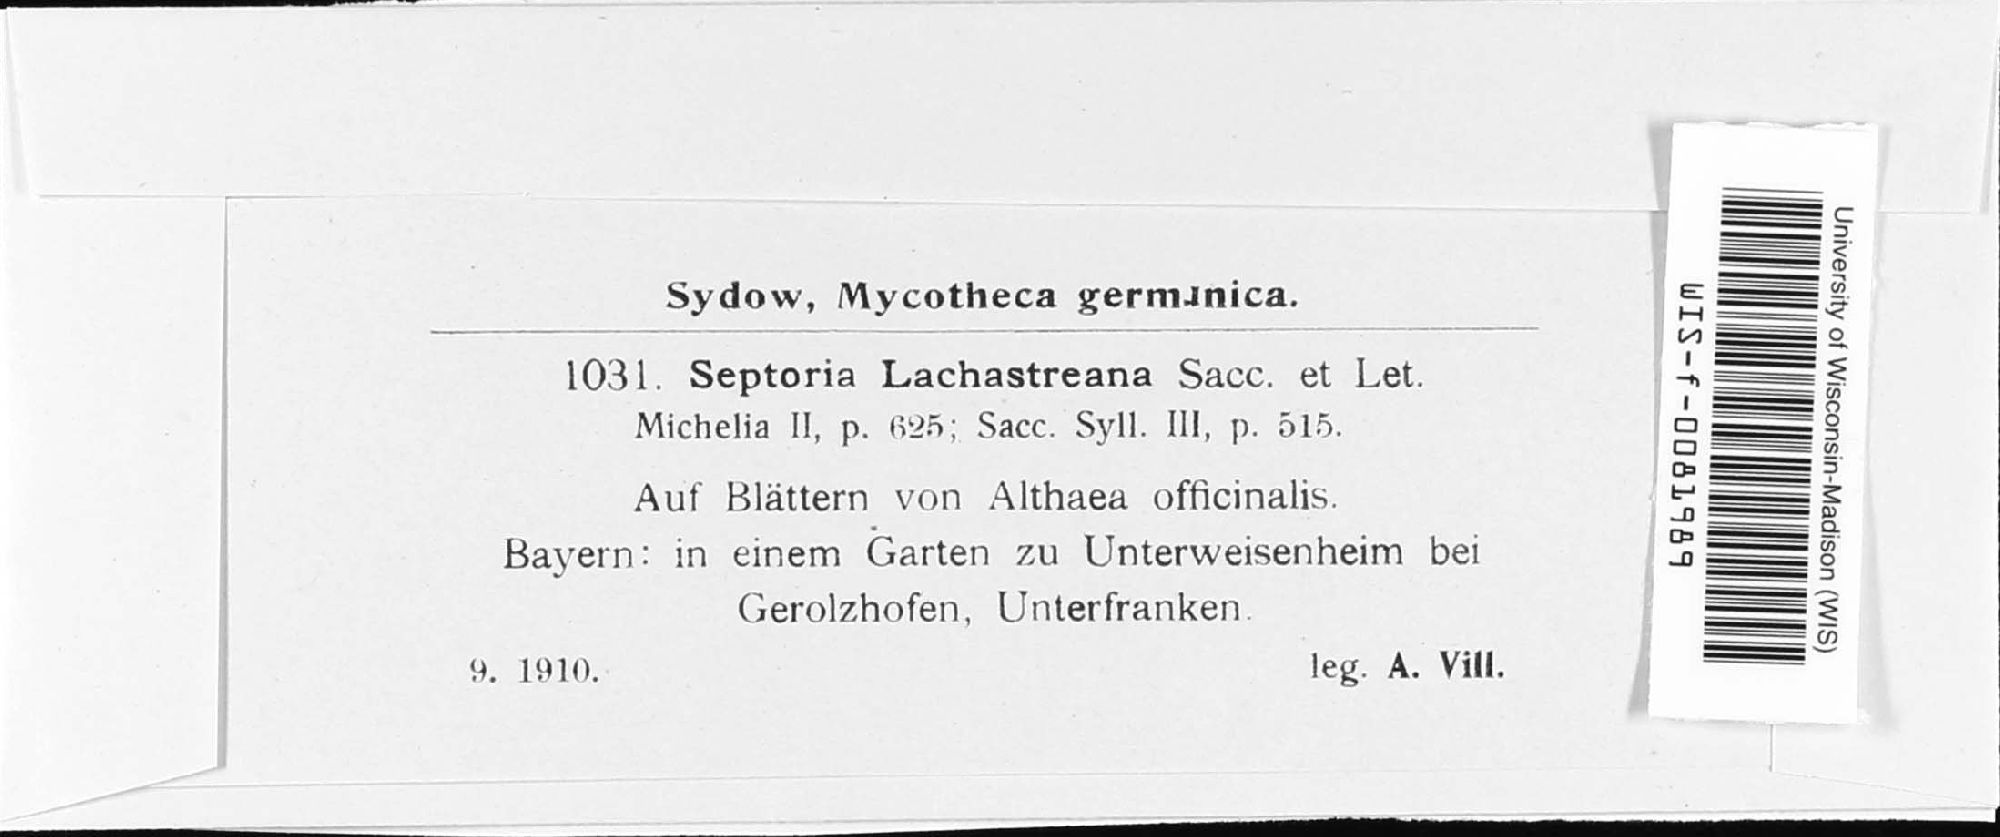 Sydow, Mycotheca germanica.
1031. Septoria Lachastreana Sacc. et Let.
Michelia II, p. 625; Sacc. Syll. III, p. 515.
Auf Blättern von Althaea officinalis.
Bayern: in einem Garten zu Unterweisenheim bei
Gerolzhofen, Unterfranken.
9. 1910. leg. A. Vill.
University of Wisconsin-Madison (WIS)
WIS-f-0081989